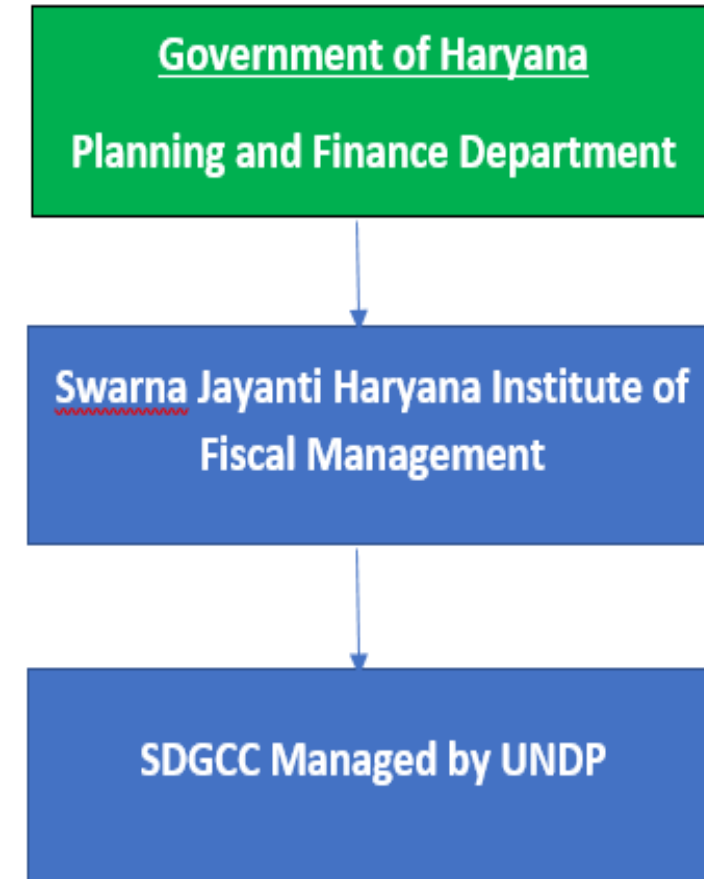 Government of Haryana
Planning and Finance Department
Swarna Jayanti Haryana Institute of
Fiscal Management
SDGCC Managed by UNDP